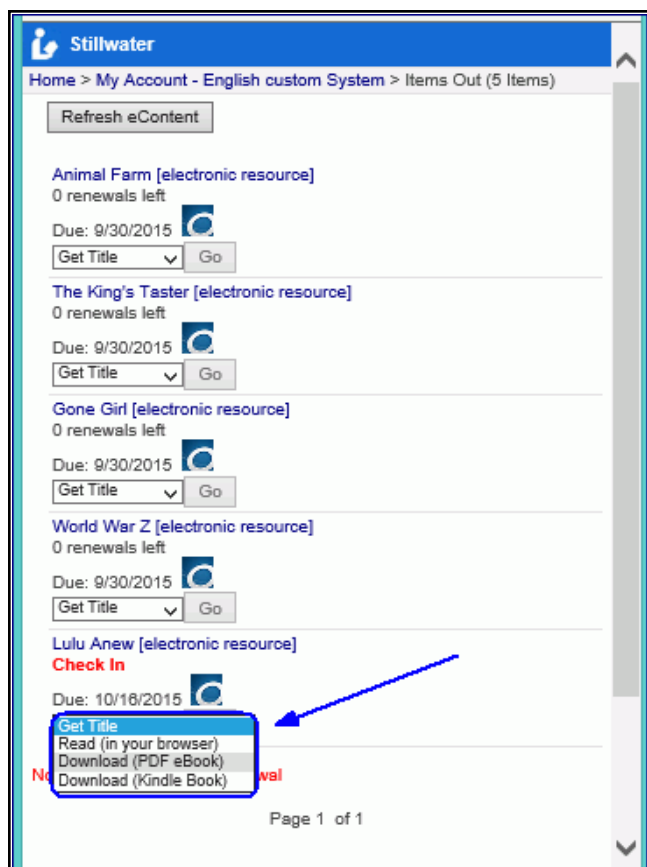 Stillwater
Home > My Account - English custom System > Items Out (5 Items)
Refresh eContent
Animal Farm [electronic resource]
0 renewals left
Due: 9/30/2015
Get Title Go
The King's Taster [electronic resource]
0 renewals left
Due: 9/30/2015
Get Title Go
Gone Girl [electronic resource]
0 renewals left
Due: 9/30/2015
Get Title Go
World War Z [electronic resource]
0 renewals left
Due: 9/30/2015
Get Title Go
Lulu Anew [electronic resource]
Check In
Due: 10/16/2015
Get Title
Read (in your browser)
Download (PDF eBook)
Download (Kindle Book)
Page 1 of 1